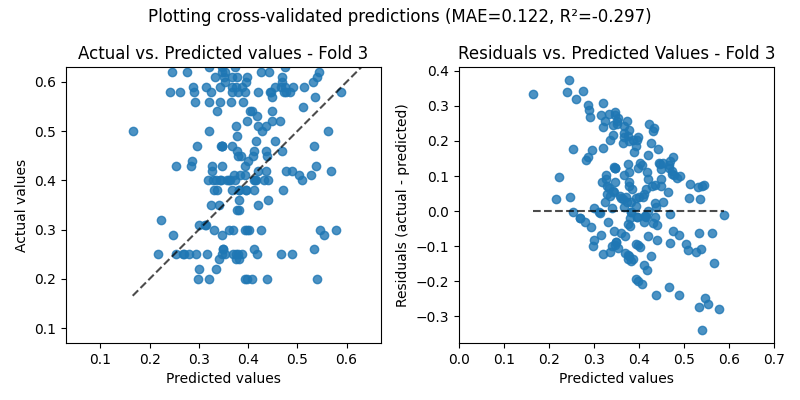 Plotting cross-validated predictions (MAE=0.122, R²=-0.297)
Actual vs. Predicted values - Fold 3
Actual values
0.6
0.5
0.4
0.3
0.2
0.1
0.1 0.2 0.3 0.4 0.5 0.6
Predicted values
Residuals vs. Predicted Values - Fold 3
Residuals (actual - predicted)
0.4
0.3
0.2
0.1
0.0
−0.1
−0.2
−0.3
0.0 0.1 0.2 0.3 0.4 0.5 0.6 0.7
Predicted values